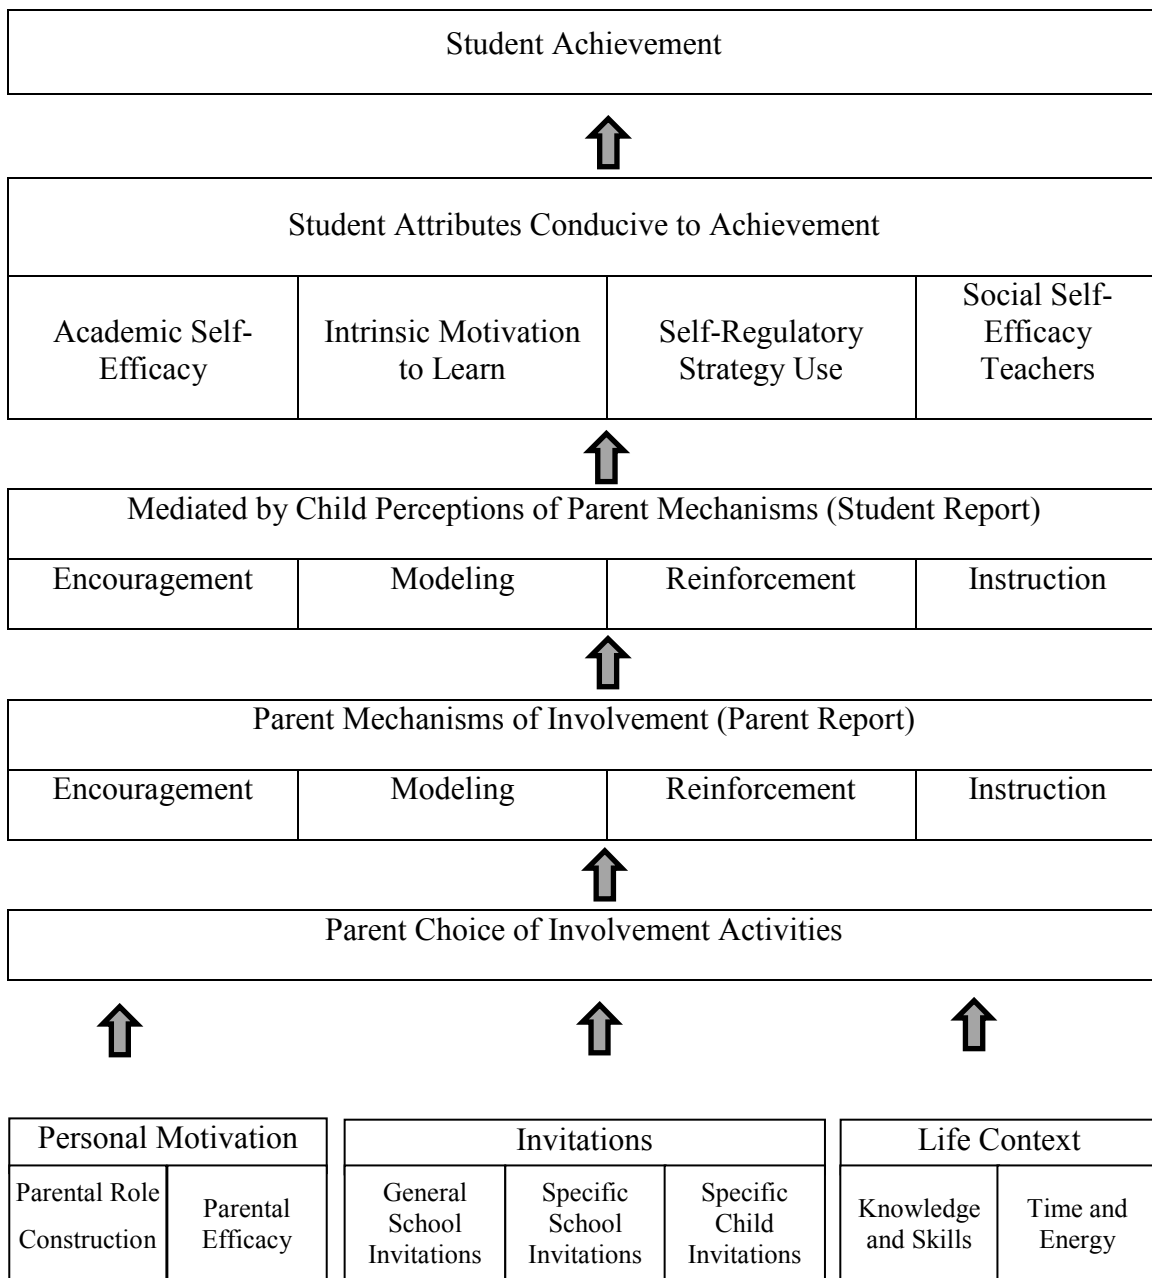 Student Achievement
Student Attributes Conducive to Achievement
Academic Self-
Efficacy
Intrinsic Motivation
to Learn
Self-Regulatory
Strategy Use
Social Self-
Efficacy
Teachers
Mediated by Child Perceptions of Parent Mechanisms (Student Report)
Encouragement
Modeling
Reinforcement
Instruction
Parent Mechanisms of Involvement (Parent Report)
Encouragement
Modeling
Reinforcement
Instruction
Parent Choice of Involvement Activities
Personal Motivation
Parental Role
Construction
Parental
Efficacy
Invitations
General
School
Invitations
Specific
School
Invitations
Specific
Child
Invitations
Life Context
Knowledge
and Skills
Time and
Energy